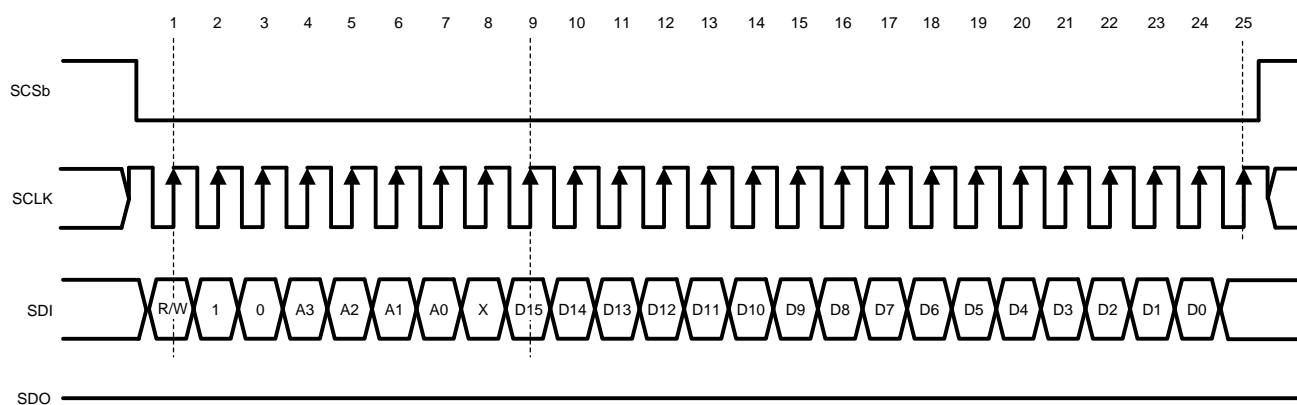 1 2 3 4 5 6 7 8 9 10 11 12 13 14 15 16 17 18 19 20 21 22 23 24 25
SCSb
SCLK
SDI R/W 1 0 A3 A2 A1 A0 X D15 D14 D13 D12 D11 D10 D9 D8 D7 D6 D5 D4 D3 D2 D1 D0
SDO